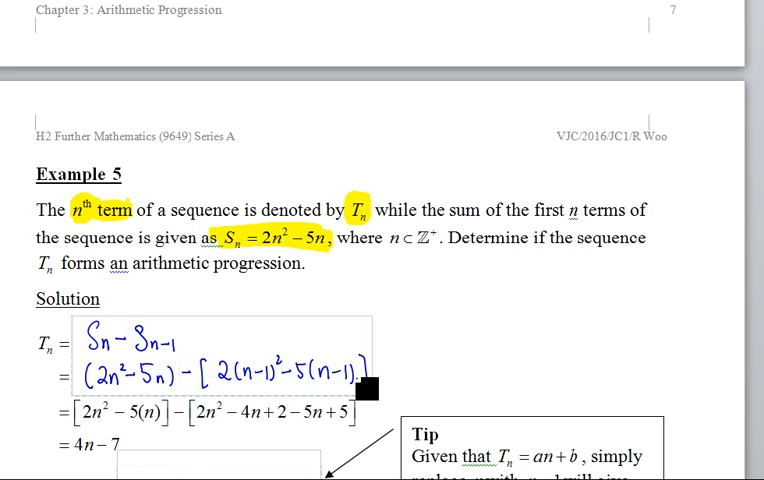 Chapter 3: Arithmetic Progression 7
H2 Further Mathematics (9649) Series A VJC/2016/JC1/R Woo
Example 5
The nᵗʰ term of a sequence is denoted by Tₙ while the sum of the first n terms of
the sequence is given as Sₙ = 2n² − 5n, where n ⊂ ℤ⁺. Determine if the sequence
Tₙ forms an arithmetic progression.
Solution
Tₙ = Sn − Sn−1
= (2n² − 5n) − [2(n−1)² − 5(n−1)]
= [2n² − 5(n)] − [2n² − 4n + 2 − 5n + 5]
= 4n − 7
Tip
Given that Tₙ = an + b, simply